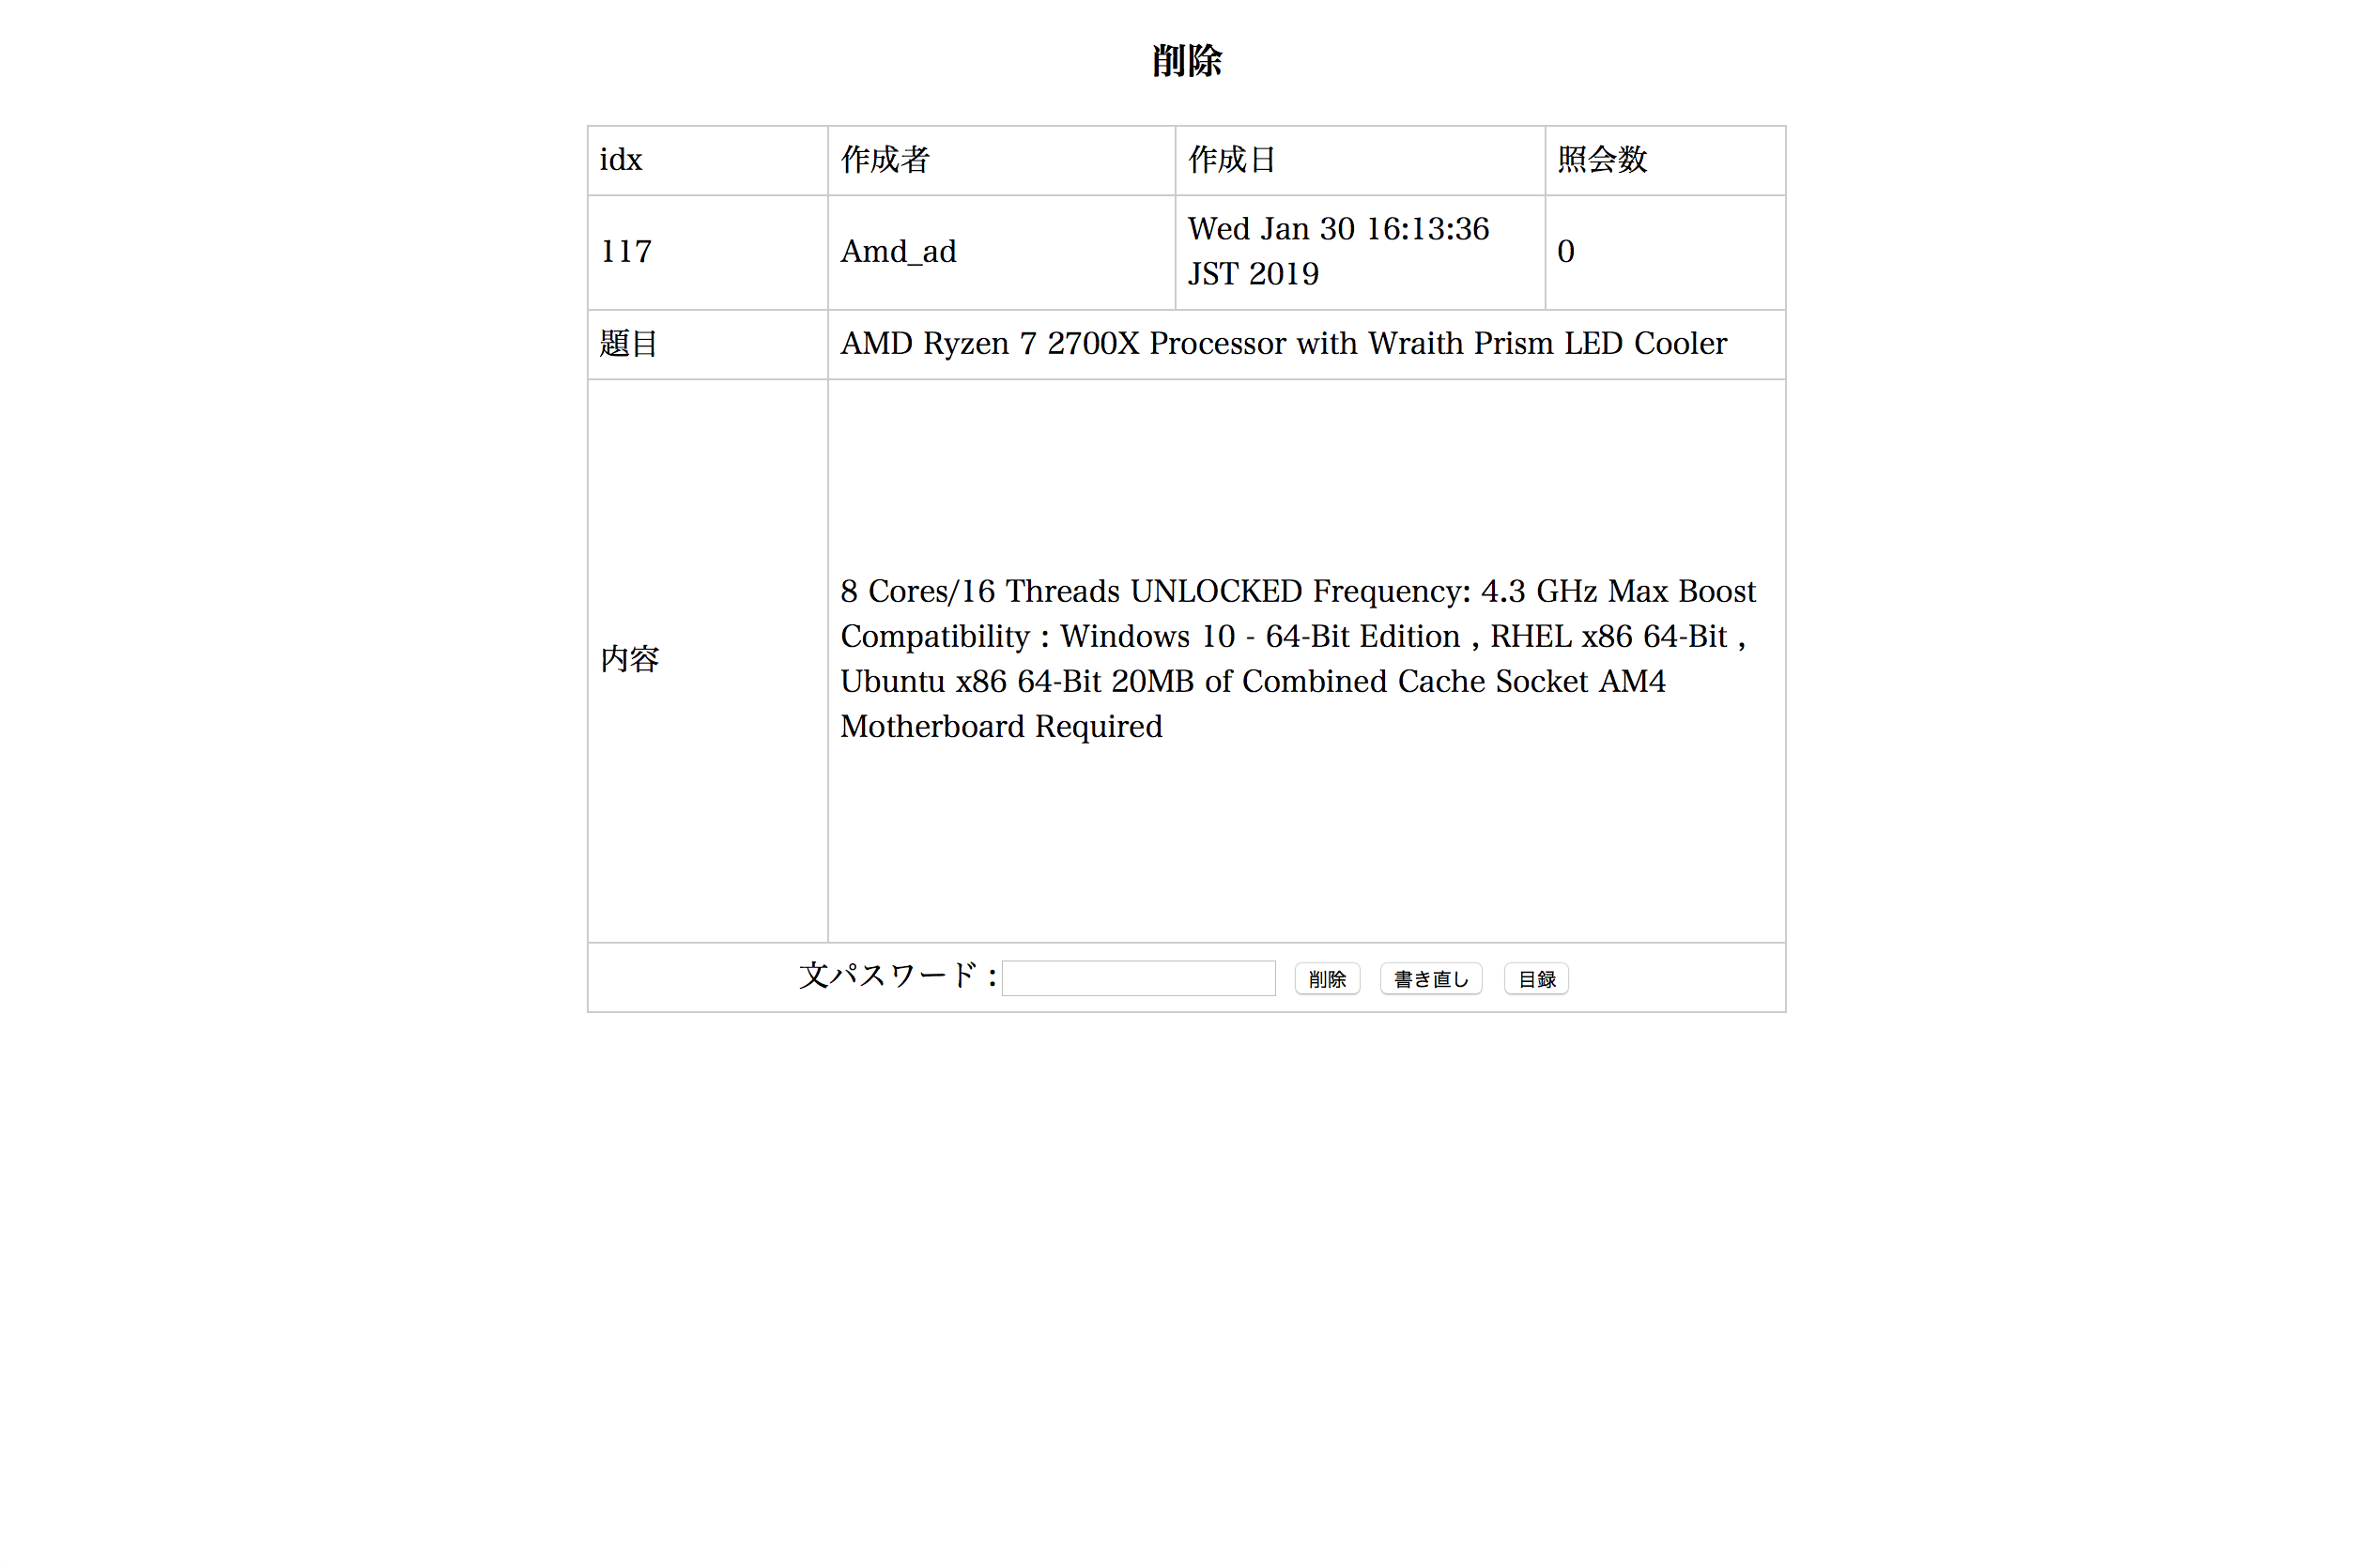 削除
idx 作成者 作成日 照会数
117 Amd_ad Wed Jan 30 16:13:36
JST 2019 0
題目 AMD Ryzen 7 2700X Processor with Wraith Prism LED Cooler
内容 8 Cores/16 Threads UNLOCKED Frequency: 4.3 GHz Max Boost
Compatibility : Windows 10 - 64-Bit Edition , RHEL x86 64-Bit ,
Ubuntu x86 64-Bit 20MB of Combined Cache Socket AM4
Motherboard Required
文パスワード : 削除 書き直し 目録